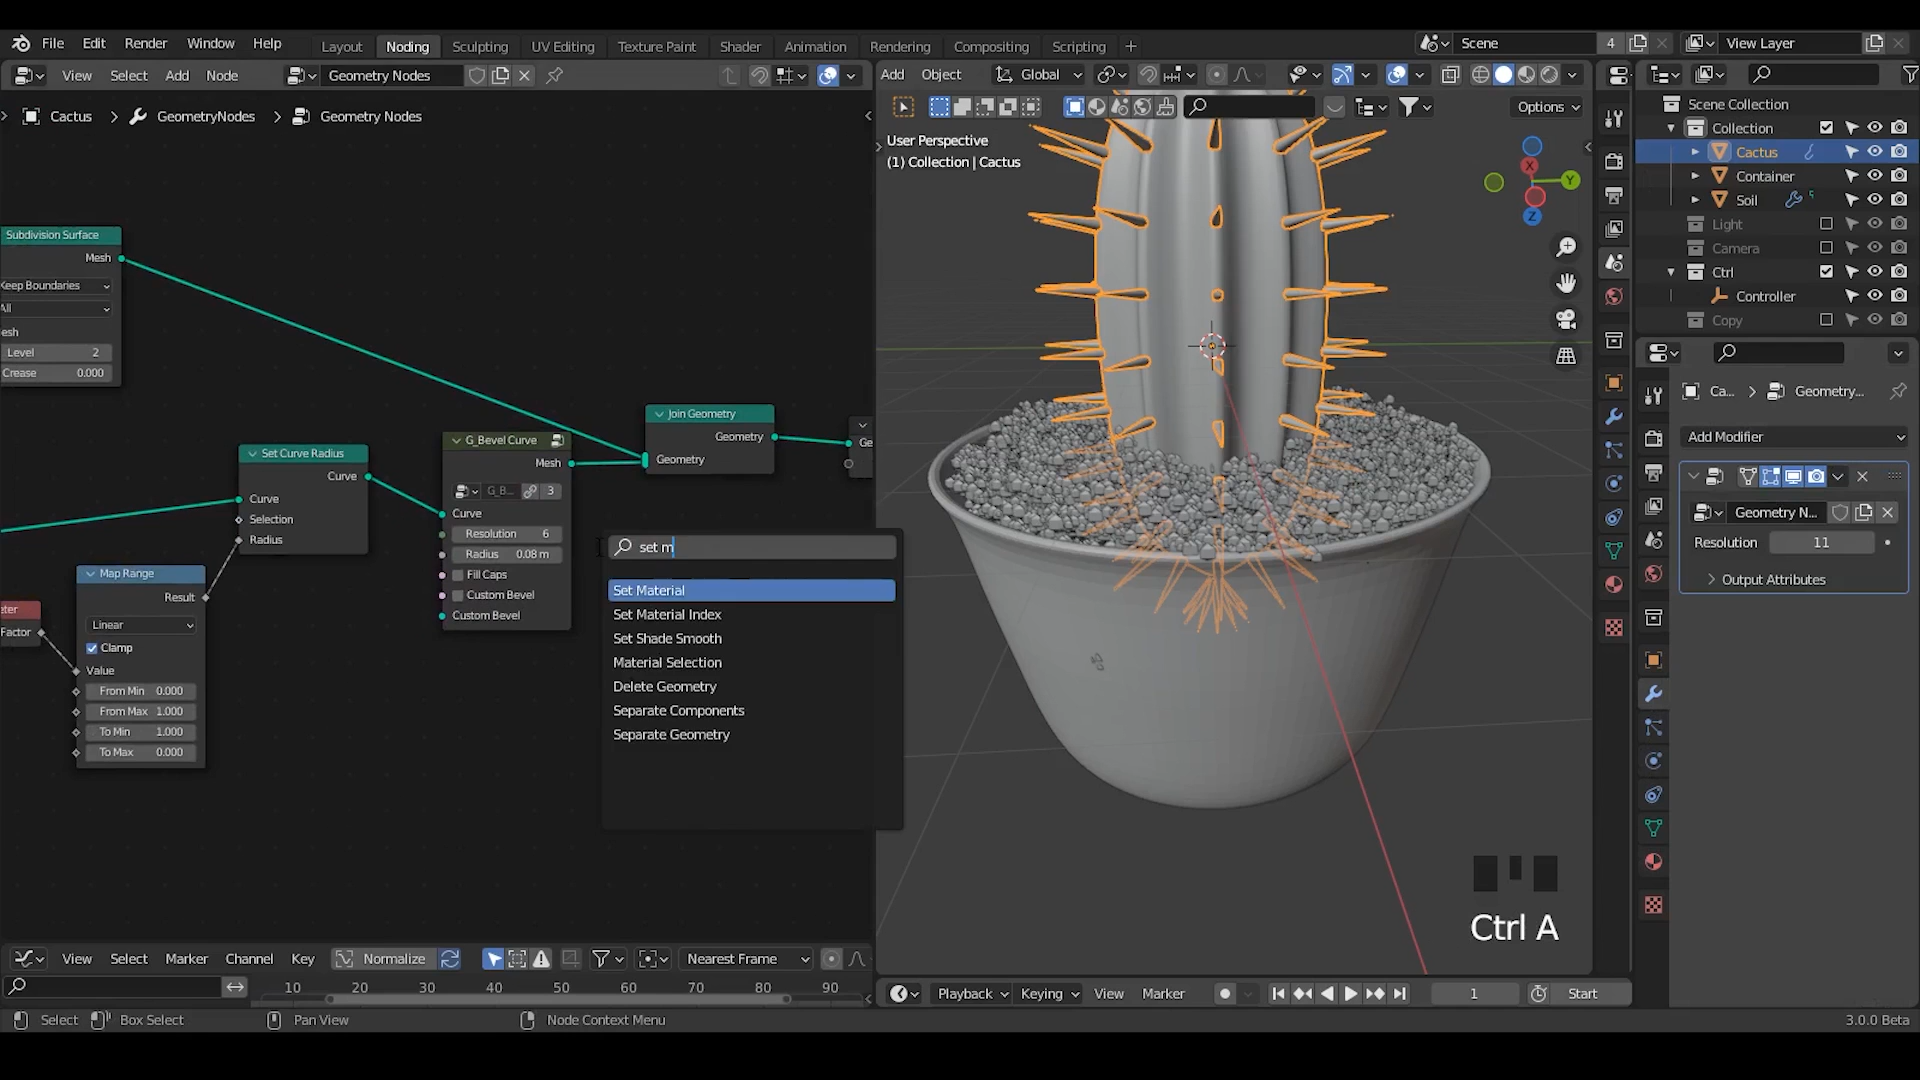 File Edit Render Window Help
Layout Noding Sculpting UV Editing Texture Paint Shader Animation Rendering Compositing Scripting
Scene 4 View Layer
View Select Add Node Geometry Nodes
Add Object Global
Cactus GeometryNodes Geometry Nodes
Options
User Perspective
(1) Collection | Cactus
X
Y
Z
Subdivision Surface
Mesh
Keep Boundaries
All
Level 2
Crease 0.000
Set Curve Radius
Curve
Curve
Selection
Radius
Map Range
Result
Linear
Clamp
Value
From Min 0.000
From Max 1.000
To Min 1.000
To Max 0.000
Factor
G_Bevel Curve
Mesh
G_B... 3
Curve
Resolution 6
Radius 0.08 m
Fill Caps
Custom Bevel
Custom Bevel
Join Geometry
Geometry
Geometry
Ge
set m
Set Material
Set Material Index
Set Shade Smooth
Material Selection
Delete Geometry
Separate Components
Separate Geometry
Ctrl A
Scene Collection
Collection
Cactus
Container
Soil
Light
Camera
Ctrl
Controller
Copy
Ca... Geometry...
Add Modifier
Geometry N...
Resolution 11
Output Attributes
View Select Marker Channel Key Normalize Nearest Frame
10 20 30 40 50 60 70 80 90
Playback Keying View Marker 1 Start
Select Box Select Pan View Node Context Menu 3.0.0 Beta